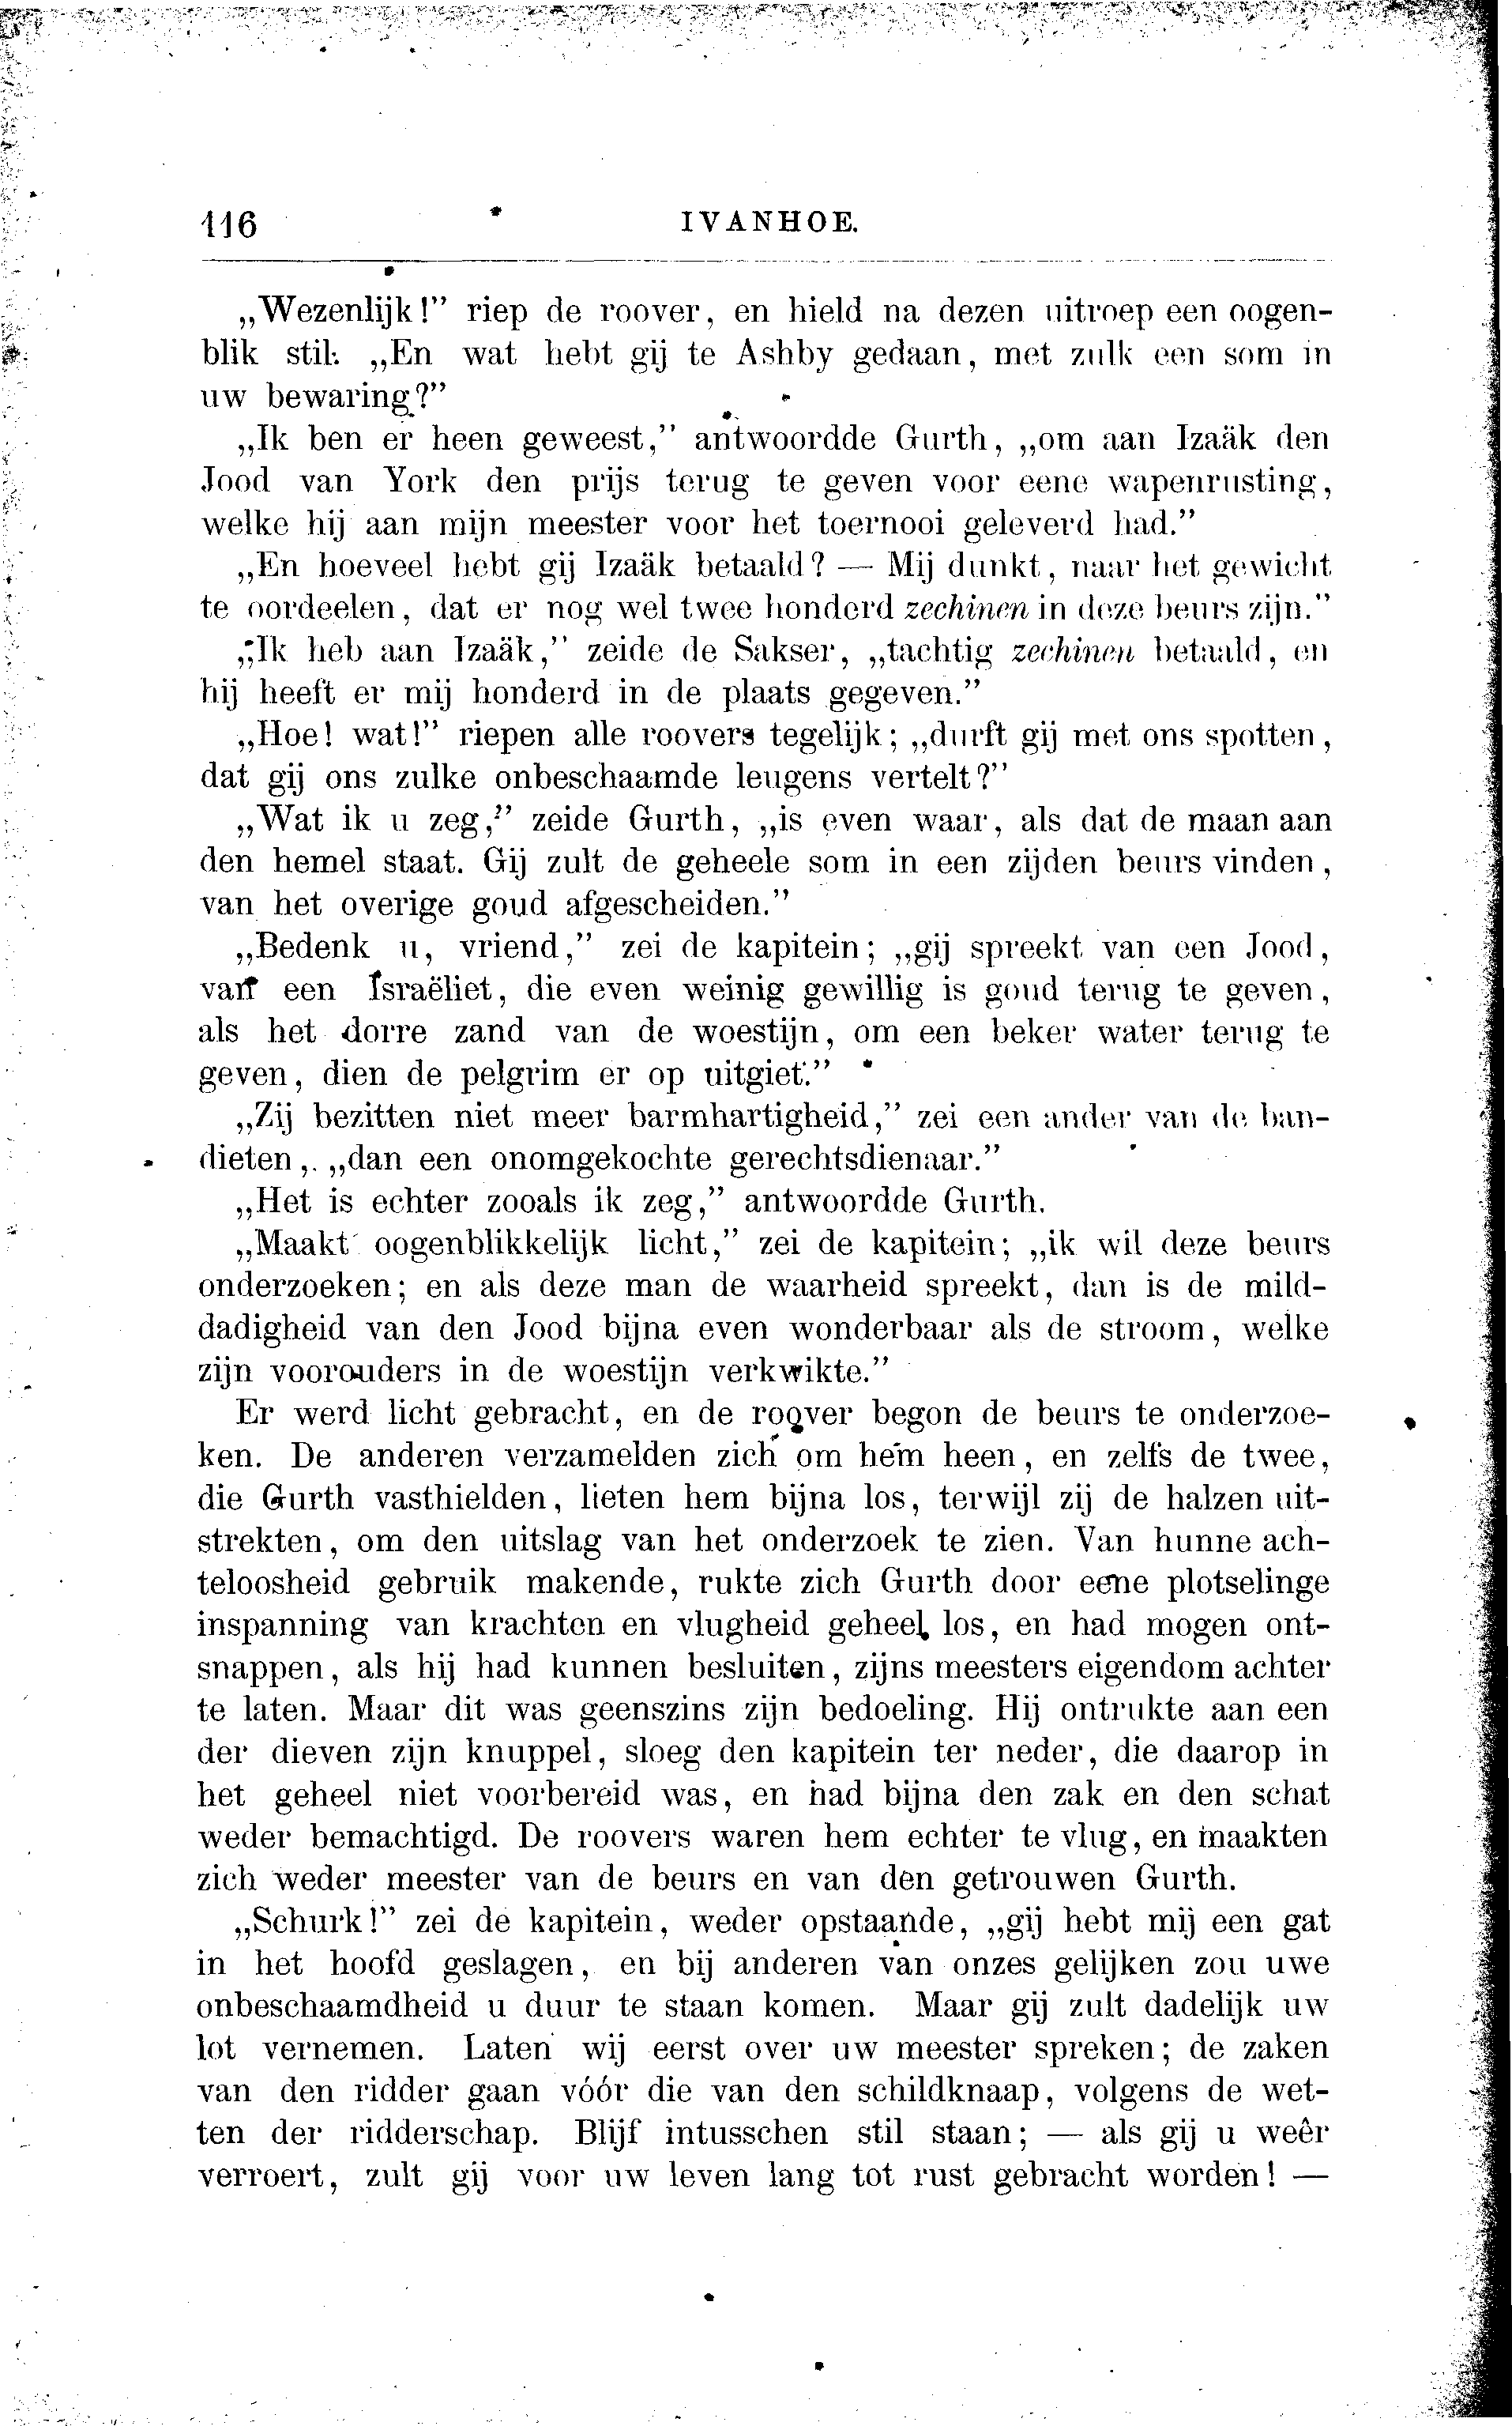 116
IVANHOE.
„Wezenlijk!” riep de roover, en hield na dezen uitroep een oogen-
blik stil. „En wat hebt gij te Ashby gedaan, met zulk een som in
uw bewaring?”
„Ik ben er heen geweest,” antwoordde Gurth, „om aan Izaäk den
Jood van York den prijs terug te geven voor eene wapenrusting,
welke hij aan mijn meester voor het toernooi geleverd had.”
„En hoeveel hebt gij Izaäk betaald? — Mij dunkt, naar het gewicht
te oordeelen, dat er nog wel twee honderd zechinen in deze beurs zijn.”
„Ik heb aan Izaäk,” zeide de Sakser, „tachtig zechinen betaald, en
hij heeft er mij honderd in de plaats gegeven.”
„Hoe! wat!” riepen alle roovers tegelijk; „durft gij met ons spotten,
dat gij ons zulke onbeschaamde leugens vertelt?”
„Wat ik u zeg,” zeide Gurth, „is even waar, als dat de maan aan
den hemel staat. Gij zult de geheele som in een zijden beurs vinden,
van het overige goud afgescheiden.”
„Bedenk u, vriend,” zei de kapitein; „gij spreekt van een Jood,
van een Israëliet, die even weinig gewillig is goud terug te geven,
als het dorre zand van de woestijn, om een beker water terug te
geven, dien de pelgrim er op uitgiet.”
„Zij bezitten niet meer barmhartigheid,” zei een ander van de ban-
dieten, „dan een onomgekochte gerechtsdienaar.”
„Het is echter zooals ik zeg,” antwoordde Gurth.
„Maakt oogenblikkelijk licht,” zei de kapitein; „ik wil deze beurs
onderzoeken; en als deze man de waarheid spreekt, dan is de mild-
dadigheid van den Jood bijna even wonderbaar als de stroom, welke
zijn voorouders in de woestijn verkwikte.”
Er werd licht gebracht, en de roover begon de beurs te onderzoe-
ken. De anderen verzamelden zich om hem heen, en zelfs de twee,
die Gurth vasthielden, lieten hem bijna los, terwijl zij de halzen uit-
strekten, om den uitslag van het onderzoek te zien. Van hunne ach-
teloosheid gebruik makende, rukte zich Gurth door eene plotselinge
inspanning van krachten en vlugheid geheel los, en had mogen ont-
snappen, als hij had kunnen besluiten, zijns meesters eigendom achter
te laten. Maar dit was geenszins zijn bedoeling. Hij ontrukte aan een
der dieven zijn knuppel, sloeg den kapitein ter neder, die daarop in
het geheel niet voorbereid was, en had bijna den zak en den schat
weder bemachtigd. De roovers waren hem echter te vlug, en maakten
zich weder meester van de beurs en van den getrouwen Gurth.
„Schurk!” zei de kapitein, weder opstaande, „gij hebt mij een gat
in het hoofd geslagen, en bij anderen van onzes gelijken zou uwe
onbeschaamdheid u duur te staan komen. Maar gij zult dadelijk uw
lot vernemen. Laten wij eerst over uw meester spreken; de zaken
van den ridder gaan vóór die van den schildknaap, volgens de wet-
ten der ridderschap. Blijf intusschen stil staan; — als gij u weêr
verroert, zult gij voor uw leven lang tot rust gebracht worden! —